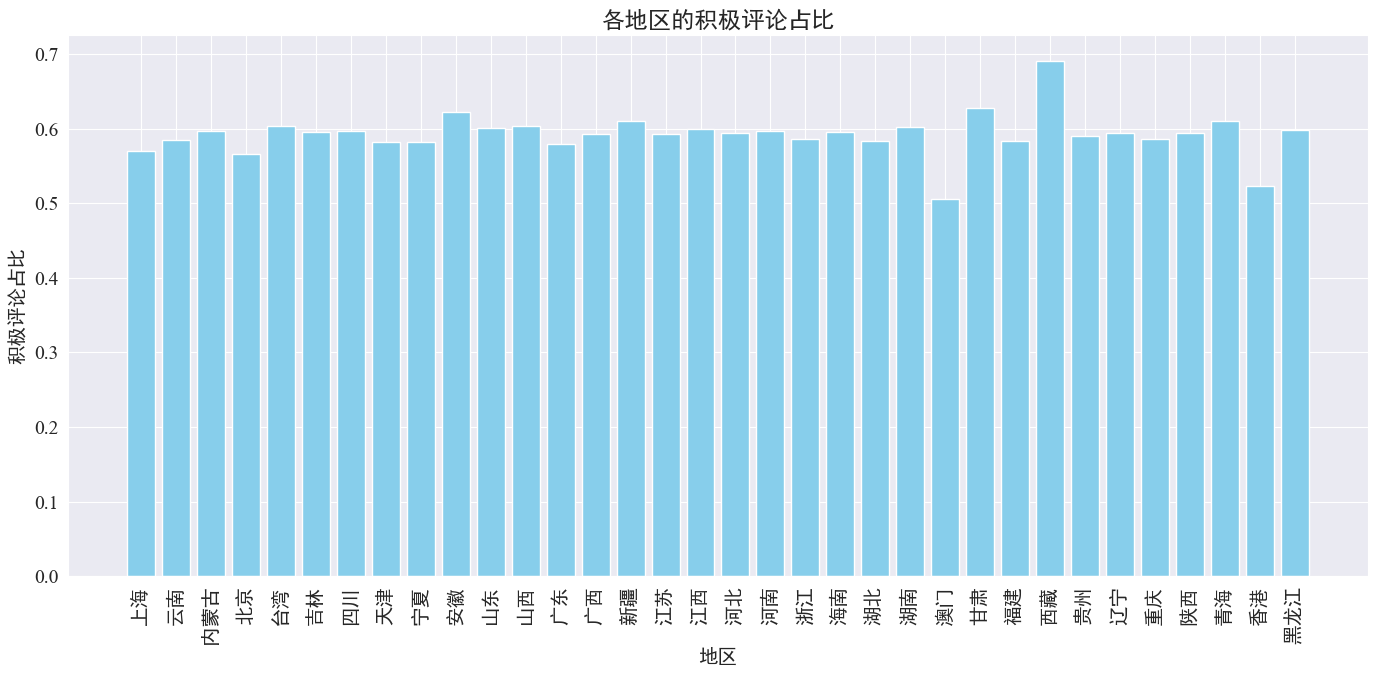 各地区的积极评论占比
积极评论占比
0.7
0.6
0.5
0.4
0.3
0.2
0.1
0.0
上海
云南
内蒙古
北京
台湾
吉林
四川
天津
宁夏
安徽
山东
山西
广东
广西
新疆
江苏
江西
河北
河南
浙江
海南
湖北
湖南
澳门
甘肃
福建
西藏
贵州
辽宁
重庆
陕西
青海
香港
黑龙江
地区